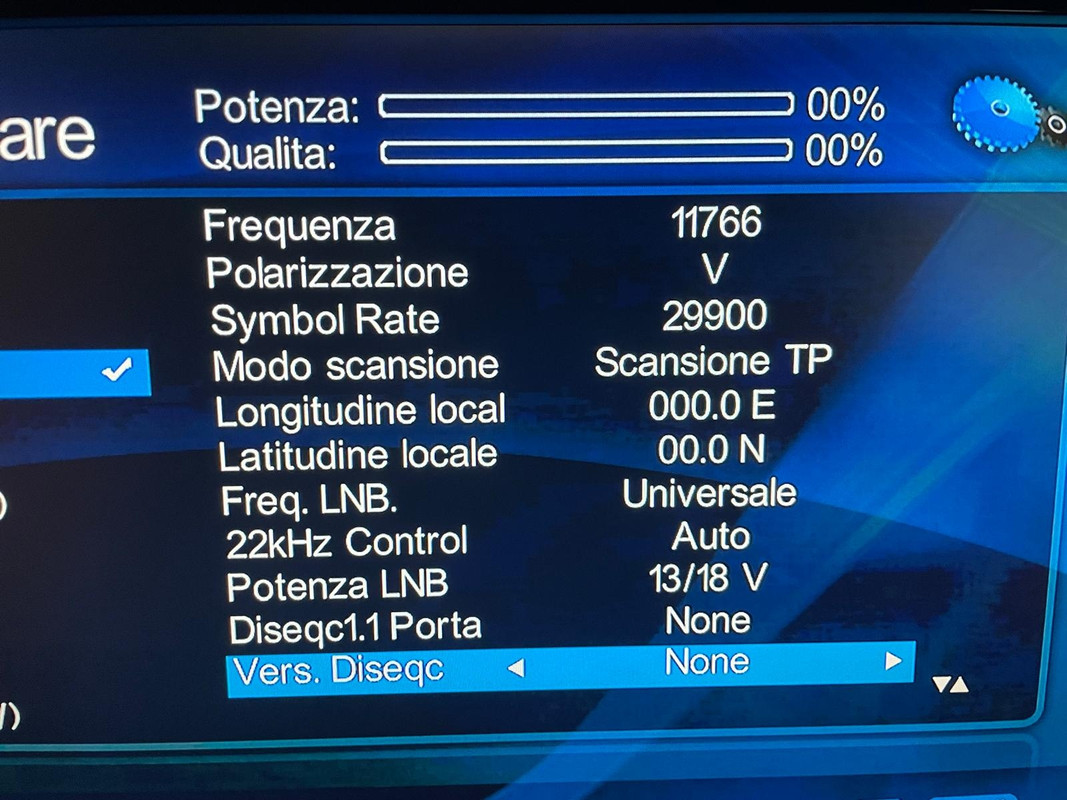 are
Potenza: 00%
Qualita: 00%
Frequenza 11766
Polarizzazione V
Symbol Rate 29900
Modo scansione Scansione TP
Longitudine local 000.0 E
Latitudine locale 00.0 N
Freq. LNB. Universale
22kHz Control Auto
Potenza LNB 13/18 V
Diseqc1.1 Porta None
Vers. Diseqc None
)
/)